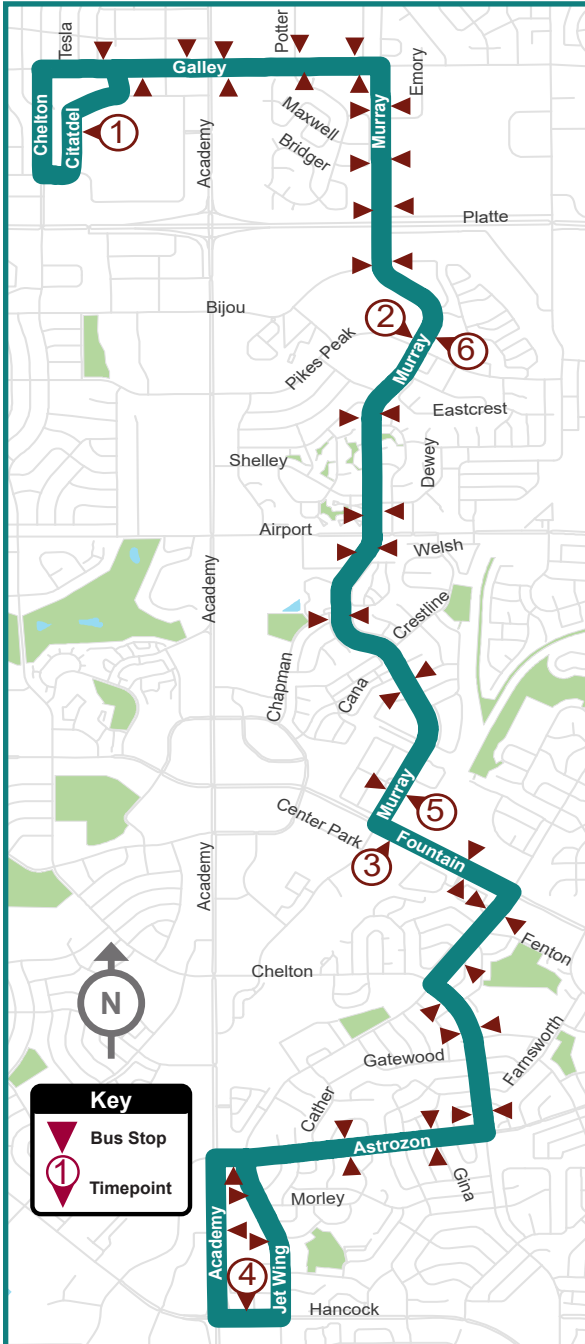 Tesla
Potter
Galley
Emory
Chelton
Citatdel
1
Maxwell
Murray
Bridger
Academy
Platte
Bijou
2
Pikes Peak
Murray
6
Eastcrest
Shelley
Dewey
Airport
Welsh
Academy
Crestline
Chapman
Cana
Murray
5
Center Park
Fountain
3
Academy
Fenton
Chelton
N
Gatewood
Farnsworth
Key
Bus Stop
1
Timepoint
Cather
Astrozon
Gina
Morley
Academy
Jet Wing
4
Hancock